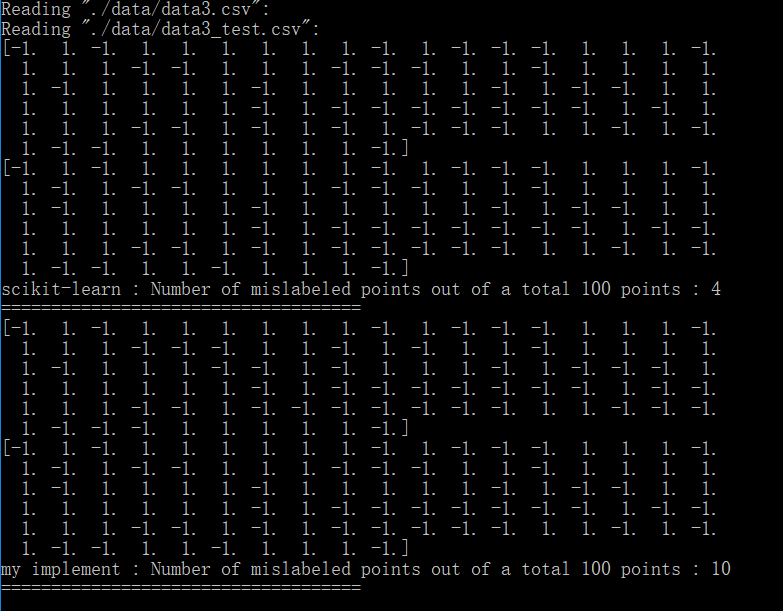 Reading "./data/data3.csv":
Reading "./data/data3_test.csv":
[-1.  1. -1.  1.  1.  1.  1.  1.  1. -1.  1. -1. -1. -1.  1.  1.  1. -1.
  1.  1.  1. -1. -1.  1.  1.  1. -1. -1. -1.  1. -1. -1.  1. -1.  1.  1.
  1. -1.  1.  1.  1.  1. -1.  1.  1.  1. -1. -1.  1. -1. -1. -1.  1.  1.
  1.  1.  1.  1.  1.  1.  1.  1.  1. -1. -1. -1. -1.  1.  1.  1. -1.  1.
  1.  1.  1. -1. -1.  1.  1.  1.  1.  1. -1. -1. -1.  1.  1. -1.  1. -1.
  1. -1. -1.  1.  1.  1.  1.  1.  1. -1.]
[-1.  1. -1.  1.  1.  1.  1.  1.  1. -1.  1. -1. -1. -1.  1.  1.  1. -1.
  1. -1.  1. -1. -1.  1.  1.  1.  1. -1. -1.  1. -1. -1.  1. -1.  1.  1.
  1. -1.  1.  1.  1.  1. -1.  1.  1.  1. -1. -1.  1. -1.  1. -1.  1.  1.
  1.  1.  1.  1.  1.  1. -1.  1.  1. -1. -1. -1. -1.  1.  1. -1. -1. -1.
  1.  1.  1. -1. -1.  1. -1.  1.  1.  1. -1. -1. -1.  1. -1.  1.  1.  1.
  1. -1. -1.  1.  1. -1.  1.  1.  1. -1.]
scikit-learn : Number of mislabeled points out of a total 100 points : 4
====================================
[-1.  1. -1.  1.  1.  1.  1.  1.  1. -1.  1. -1. -1. -1.  1.  1.  1. -1.
  1.  1.  1. -1. -1. -1.  1.  1. -1. -1. -1.  1. -1. -1.  1. -1.  1.  1.
  1. -1.  1.  1.  1.  1. -1.  1.  1. -1. -1. -1.  1. -1. -1. -1.  1.  1.
  1.  1.  1.  1.  1.  1.  1.  1.  1. -1. -1. -1. -1.  1. -1. -1. -1. -1.
  1.  1.  1. -1. -1.  1. -1. -1. -1.  1. -1. -1. -1.  1. -1.  1.  1. -1.
  1. -1. -1. -1.  1.  1.  1.  1.  1. -1.]
[-1.  1. -1.  1.  1.  1.  1.  1.  1. -1.  1. -1. -1. -1.  1.  1.  1. -1.
  1. -1.  1. -1. -1.  1.  1.  1.  1. -1. -1.  1. -1. -1.  1. -1.  1.  1.
  1. -1.  1.  1.  1.  1. -1.  1.  1.  1. -1. -1.  1. -1.  1. -1.  1.  1.
  1. -1.  1.  1.  1.  1. -1.  1.  1. -1. -1. -1. -1.  1.  1. -1. -1. -1.
  1.  1.  1. -1. -1.  1. -1.  1.  1.  1. -1. -1. -1.  1. -1.  1.  1.  1.
  1. -1. -1.  1.  1. -1.  1.  1.  1. -1.]
my implement : Number of mislabeled points out of a total 100 points : 10
====================================